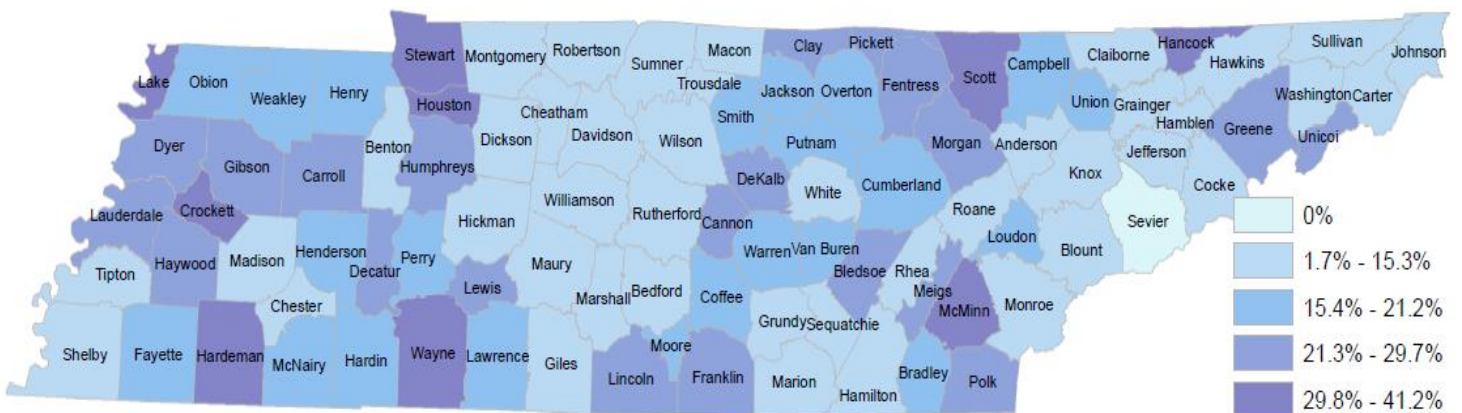 Stewart
Montgomery
Robertson
Sumner
Macon
Clay
Pickett
Scott
Campbell
Claiborne
Hancock
Hawkins
Sullivan
Johnson
Lake
Obion
Weakley
Henry
Houston
Trousdale
Jackson
Overton
Fentress
Union
Grainger
Washington
Carter
Cheatham
Smith
Hamblen
Greene
Unicoi
Dyer
Gibson
Carroll
Benton
Humphreys
Dickson
Davidson
Wilson
Putnam
Morgan
Anderson
Jefferson
Knox
Cocke
Lauderdale
Crockett
DeKalb
White
Cumberland
Roane
Sevier
Hickman
Williamson
Rutherford
Cannon
Loudon
Blount
Tipton
Haywood
Madison
Henderson
Decatur
Perry
Lewis
Maury
Marshall
Bedford
Coffee
Warren
Van Buren
Bledsoe
Rhea
Meigs
McMinn
Monroe
Chester
Grundy
Sequatchie
Shelby
Fayette
Hardeman
McNairy
Hardin
Wayne
Lawrence
Giles
Moore
Lincoln
Franklin
Marion
Hamilton
Bradley
Polk
0%
1.7% - 15.3%
15.4% - 21.2%
21.3% - 29.7%
29.8% - 41.2%